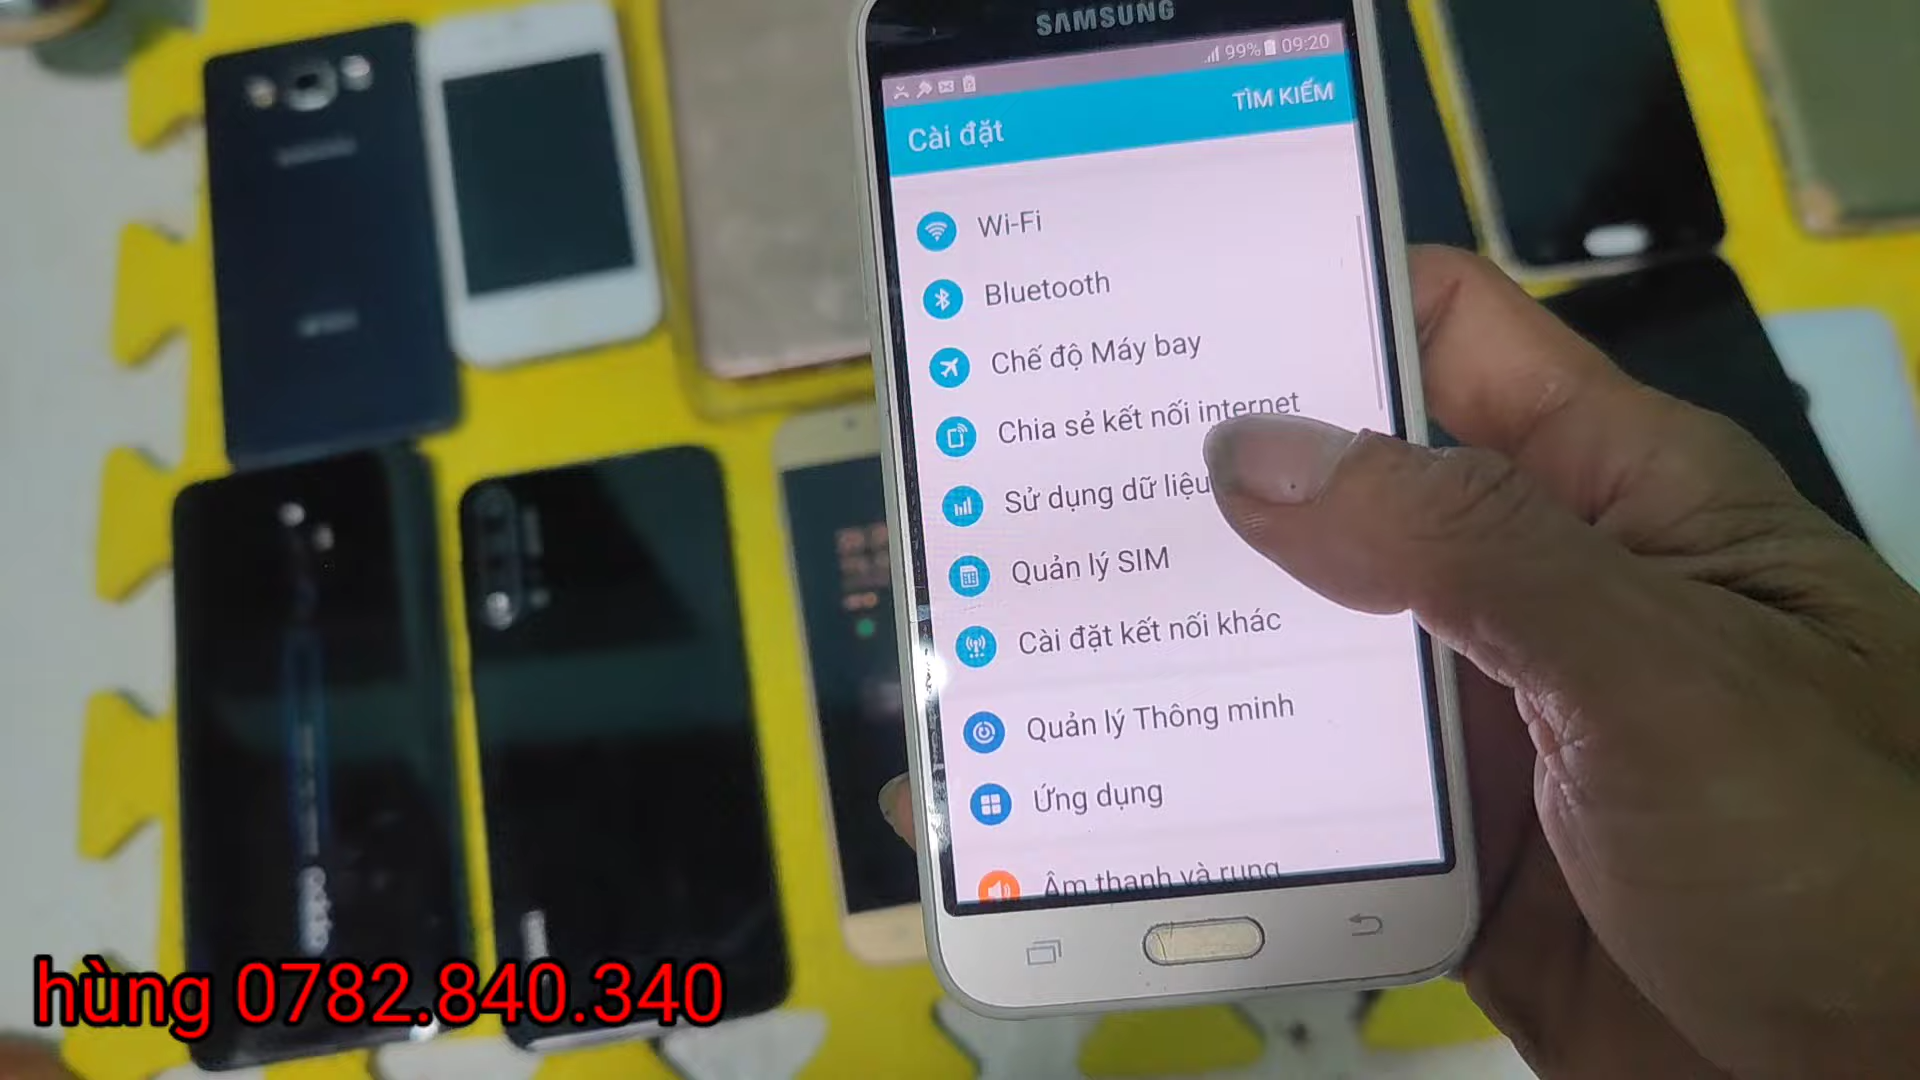 SAMSUNG
99% 09:20
TÌM KIẾM
Cài đặt
Wi-Fi
Bluetooth
Chế độ Máy bay
Chia sẻ kết nối internet
Sử dụng dữ liệu
Quản lý SIM
Cài đặt kết nối khác
Quản lý Thông minh
Ứng dụng
Âm thanh và rung
oppo
hùng 0782.840.340